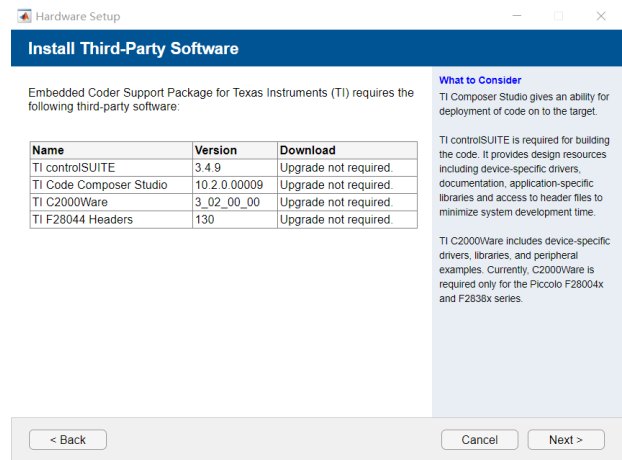 Hardware Setup
Install Third-Party Software
Embedded Coder Support Package for Texas Instruments (TI) requires the
following third-party software:
Name Version Download
TI controlSUITE 3.4.9 Upgrade not required.
TI Code Composer Studio 10.2.0.00009 Upgrade not required.
TI C2000Ware 3_02_00_00 Upgrade not required.
TI F28044 Headers 130 Upgrade not required.
What to Consider
TI Composer Studio gives an ability for
deployment of code on to the target.
TI controlSUITE is required for building
the code. It provides design resources
including device-specific drivers,
documentation, application-specific
libraries and access to header files to
minimize system development time.
TI C2000Ware includes device-specific
drivers, libraries, and peripheral
examples. Currently, C2000Ware is
required only for the Piccolo F28004x
and F2838x series.
< Back
Cancel
Next >